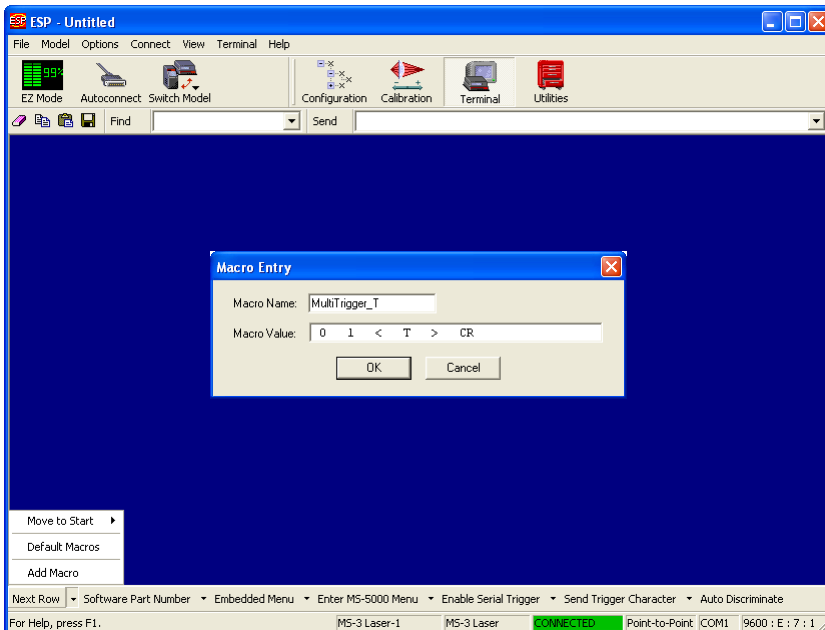 ESP - Untitled
File Model Options Connect View Terminal Help
99%
EZ Mode Autoconnect Switch Model Configuration Calibration Terminal Utilities
Find Send
Macro Entry
Macro Name: MultiTrigger_T
Macro Value: 0 1 < T > CR
OK Cancel
Move to Start
Default Macros
Add Macro
Next Row Software Part Number Embedded Menu Enter MS-5000 Menu Enable Serial Trigger Send Trigger Character Auto Discriminate
For Help, press F1. MS-3 Laser-1 MS-3 Laser CONNECTED Point-to-Point COM1 9600 : E : 7 : 1